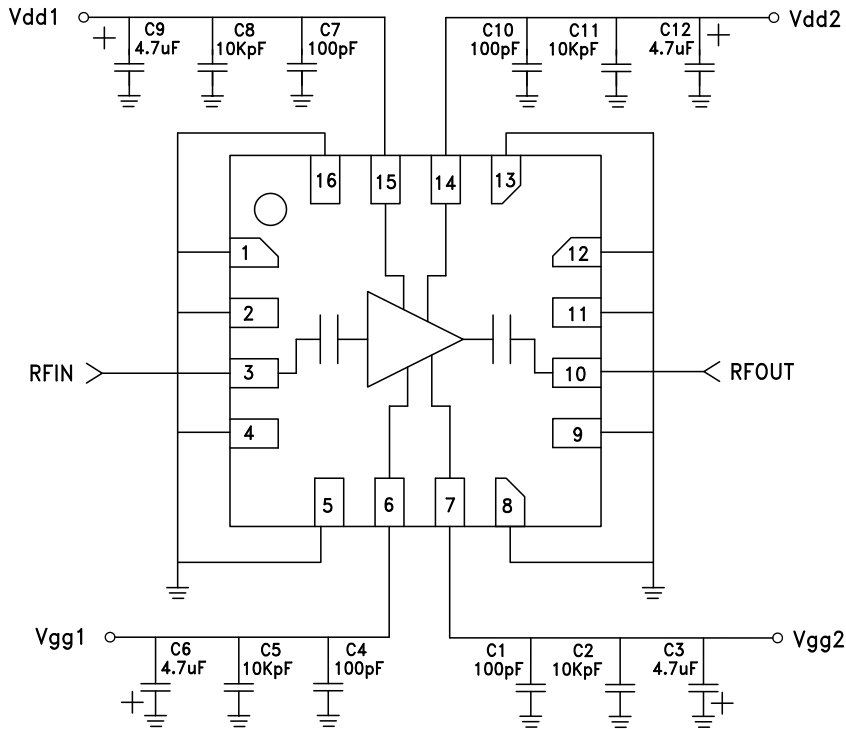 Vdd1
C9
4.7uF
C8
10KpF
C7
100pF
C10
100pF
C11
10KpF
C12
4.7uF
Vdd2
16
15
14
13
1
12
2
11
RFIN
3
10
RFOUT
4
9
5
6
7
8
Vgg1
C6
4.7uF
C5
10KpF
C4
100pF
C1
100pF
C2
10KpF
C3
4.7uF
Vgg2